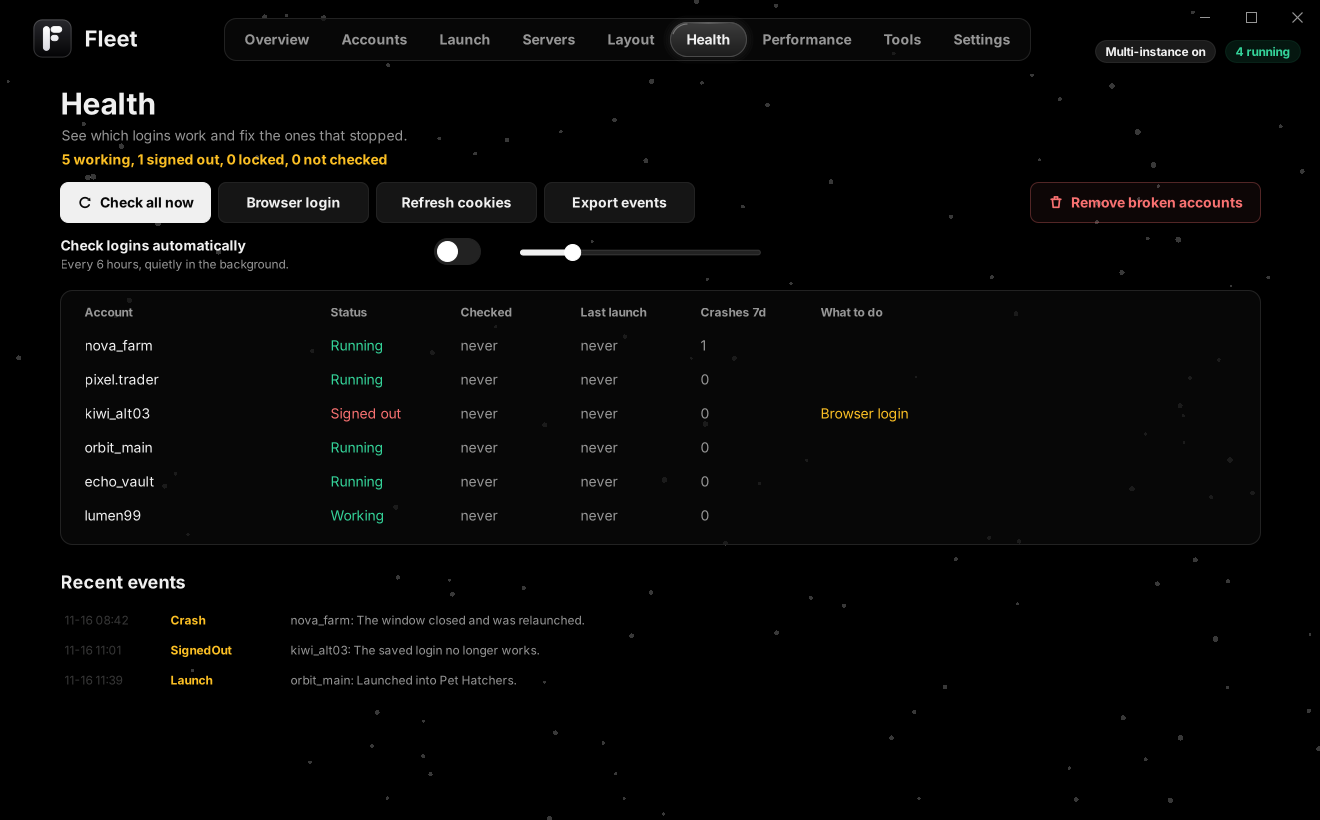 Fleet
Overview Accounts Launch Servers Layout Health Performance Tools Settings
Multi-instance on 4 running
Health
See which logins work and fix the ones that stopped.
5 working, 1 signed out, 0 locked, 0 not checked
Check all now Browser login Refresh cookies Export events Remove broken accounts
Check logins automatically
Every 6 hours, quietly in the background.
Account Status Checked Last launch Crashes 7d What to do
nova_farm Running never never 1
pixel.trader Running never never 0
kiwi_alt03 Signed out never never 0 Browser login
orbit_main Running never never 0
echo_vault Running never never 0
lumen99 Working never never 0
Recent events
11-16 08:42 Crash nova_farm: The window closed and was relaunched.
11-16 11:01 SignedOut kiwi_alt03: The saved login no longer works.
11-16 11:39 Launch orbit_main: Launched into Pet Hatchers.